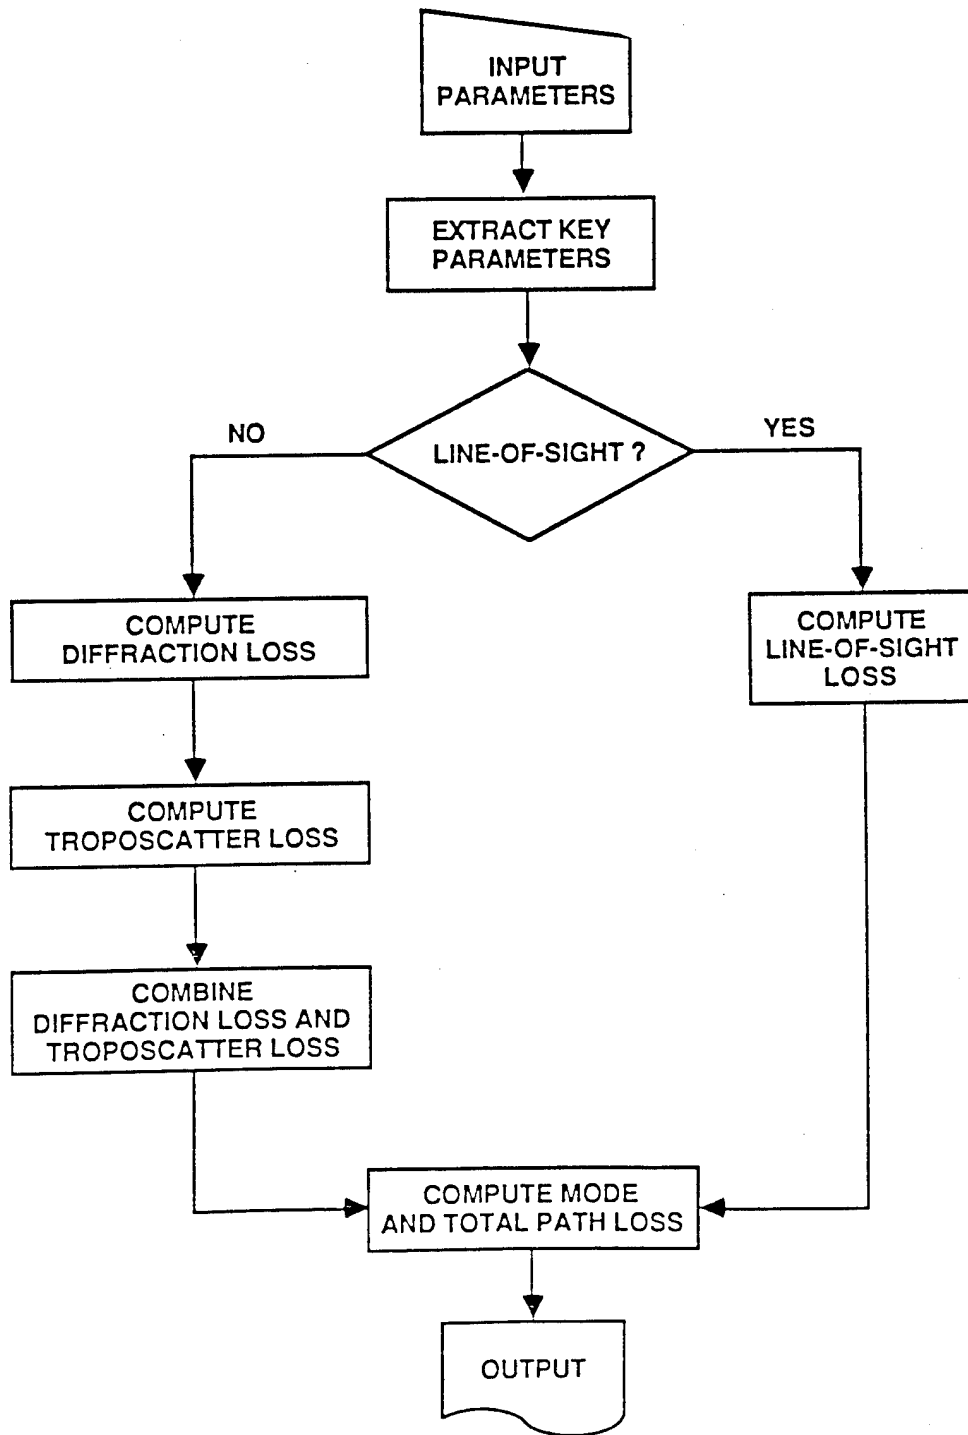 INPUT
PARAMETERS
EXTRACT KEY
PARAMETERS
LINE-OF-SIGHT ?
NO
YES
COMPUTE
DIFFRACTION LOSS
COMPUTE
LINE-OF-SIGHT
LOSS
COMPUTE
TROPOSCATTER LOSS
COMBINE
DIFFRACTION LOSS AND
TROPOSCATTER LOSS
COMPUTE MODE
AND TOTAL PATH LOSS
OUTPUT